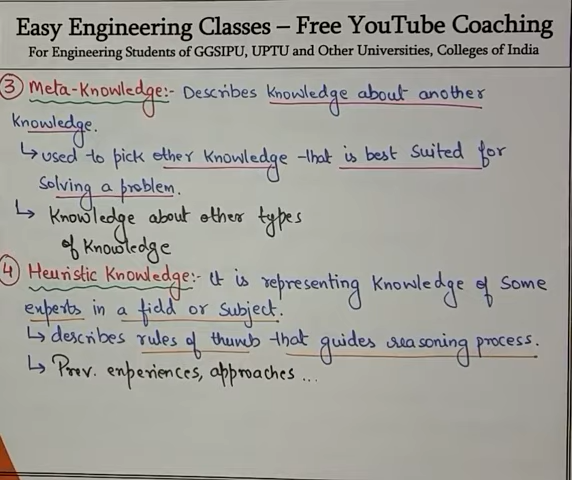 Easy Engineering Classes – Free YouTube Coaching
For Engineering Students of GGSIPU, UPTU and Other Universities, Colleges of India
③ Meta-Knowledge:- Describes Knowledge about another
Knowledge.
↳ used to pick other Knowledge that is best suited for
solving a problem.
↳ Knowledge about other types
of Knowledge
④ Heuristic Knowledge:- It is representing Knowledge of some
experts in a field or subject.
↳ describes rules of thumb that guides reasoning process.
↳ Prev. experiences, approaches ...